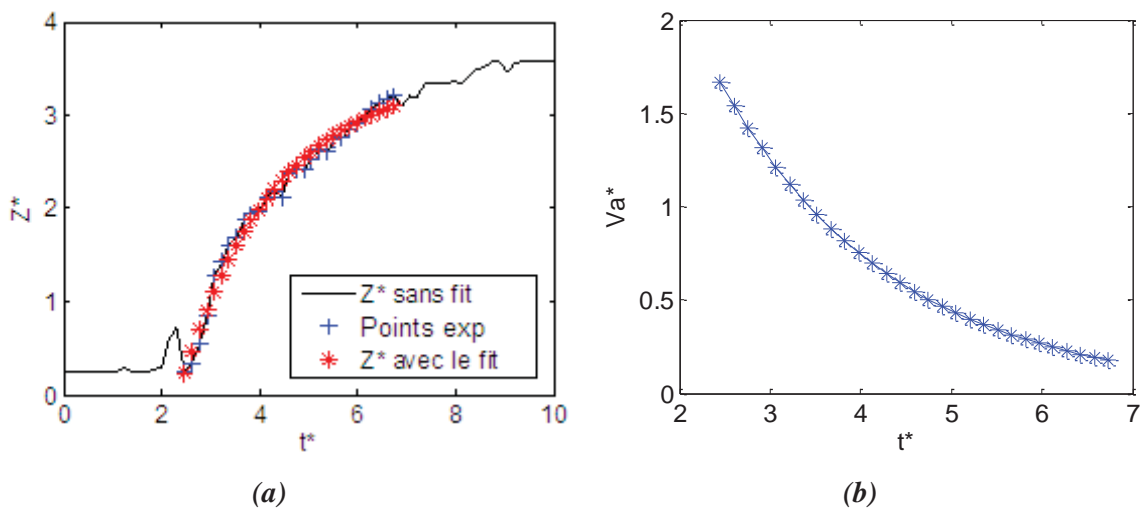 4
3
2
1
0
Z*
0 2 4 6 8 10
t*
Z* sans fit
Points exp
Z* avec le fit
(a)
2
1.5
1
0.5
0
Va*
2 3 4 5 6 7
t*
(b)